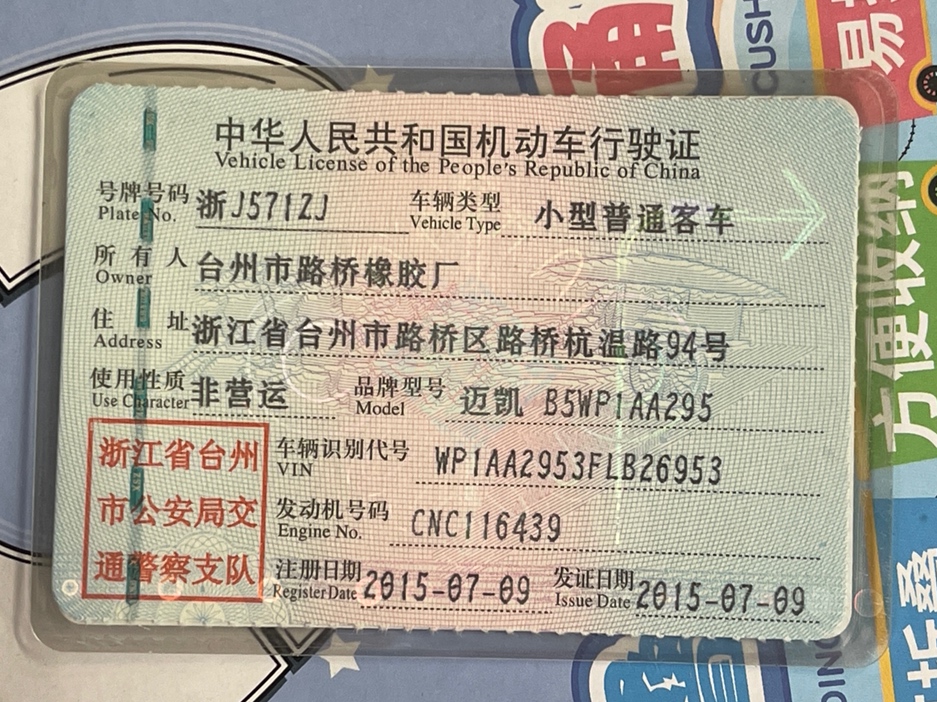 中华人民共和国机动车行驶证
Vehicle License of the People's Republic of China
号牌号码 浙J571ZJ 车辆类型 小型普通客车
Plate No. Vehicle Type
所有人 台州市路桥橡胶厂
Owner
住址 浙江省台州市路桥区路桥杭温路94号
Address
使用性质 非营运 品牌型号 迈凯 B5WP1AA295
Use Character Model
浙江省台州
市公安局交
通警察支队
车辆识别代号 WP1AA2953FLB26953
VIN
发动机号码 CNC116439
Engine No.
注册日期 2015-07-09 发证日期 2015-07-09
Register Date Issue Date
易
CUSH
方便收纳
折叠